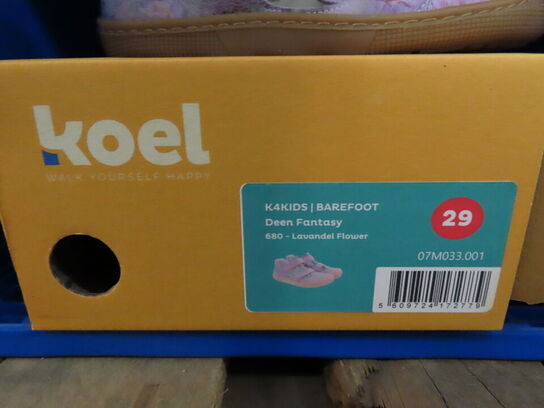 koel
WALK YOURSELF HAPPY
K4KIDS | BAREFOOT
Deen Fantasy
680 - Lavandel Flower
29
07M033.001
5 609724 172779